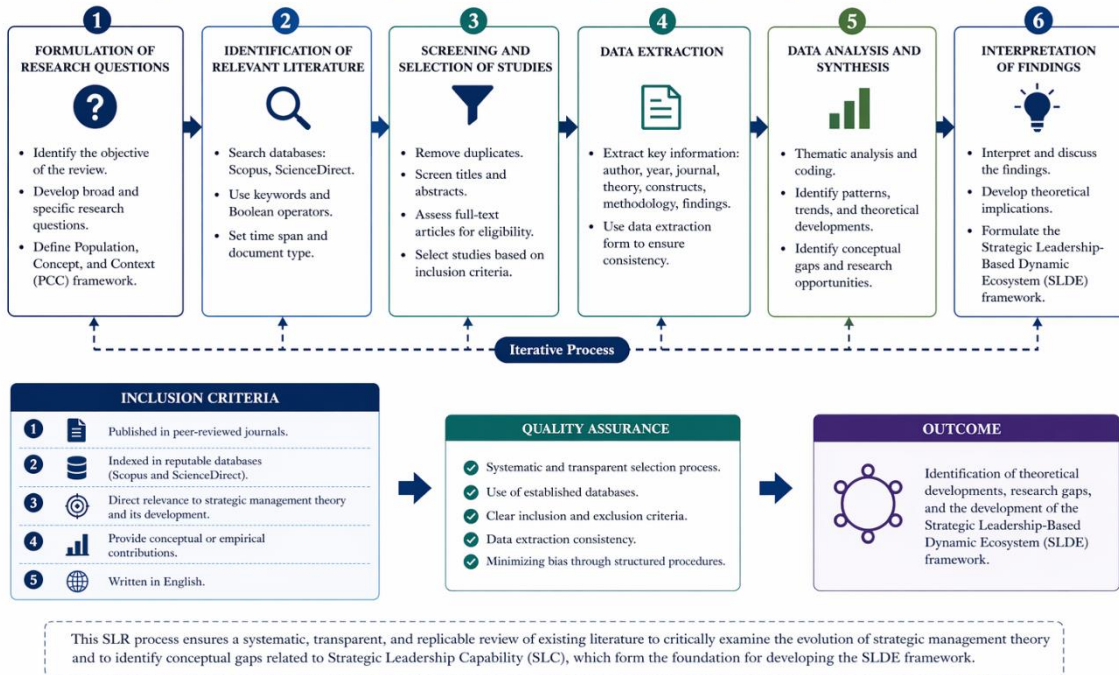 1
FORMULATION OF
RESEARCH QUESTIONS
?
• Identify the objective
of the review.
• Develop broad and
specific research
questions.
• Define Population,
Concept, and Context
(PCC) framework.
2
IDENTIFICATION OF
RELEVANT LITERATURE
• Search databases:
Scopus, ScienceDirect.
• Use keywords and
Boolean operators.
• Set time span and
document type.
3
SCREENING AND
SELECTION OF STUDIES
• Remove duplicates.
• Screen titles and
abstracts.
• Assess full-text
articles for eligibility.
• Select studies based on
inclusion criteria.
4
DATA EXTRACTION
• Extract key information:
author, year, journal,
theory, constructs,
methodology, findings.
• Use data extraction
form to ensure
consistency.
5
DATA ANALYSIS AND
SYNTHESIS
• Thematic analysis and
coding.
• Identify patterns,
trends, and theoretical
developments.
• Identify conceptual
gaps and research
opportunities.
6
INTERPRETATION
OF FINDINGS
• Interpret and discuss
the findings.
• Develop theoretical
implications.
• Formulate the
Strategic Leadership-
Based Dynamic
Ecosystem (SLDE)
framework.
Iterative Process
INCLUSION CRITERIA
1 Published in peer-reviewed journals.
2 Indexed in reputable databases
(Scopus and ScienceDirect).
3 Direct relevance to strategic management theory
and its development.
4 Provide conceptual or empirical
contributions.
5 Written in English.
QUALITY ASSURANCE
Systematic and transparent selection process.
Use of established databases.
Clear inclusion and exclusion criteria.
Data extraction consistency.
Minimizing bias through structured procedures.
OUTCOME
Identification of theoretical
developments, research gaps,
and the development of the
Strategic Leadership-Based
Dynamic Ecosystem (SLDE)
framework.
This SLR process ensures a systematic, transparent, and replicable review of existing literature to critically examine the evolution of strategic management theory
and to identify conceptual gaps related to Strategic Leadership Capability (SLC), which form the foundation for developing the SLDE framework.